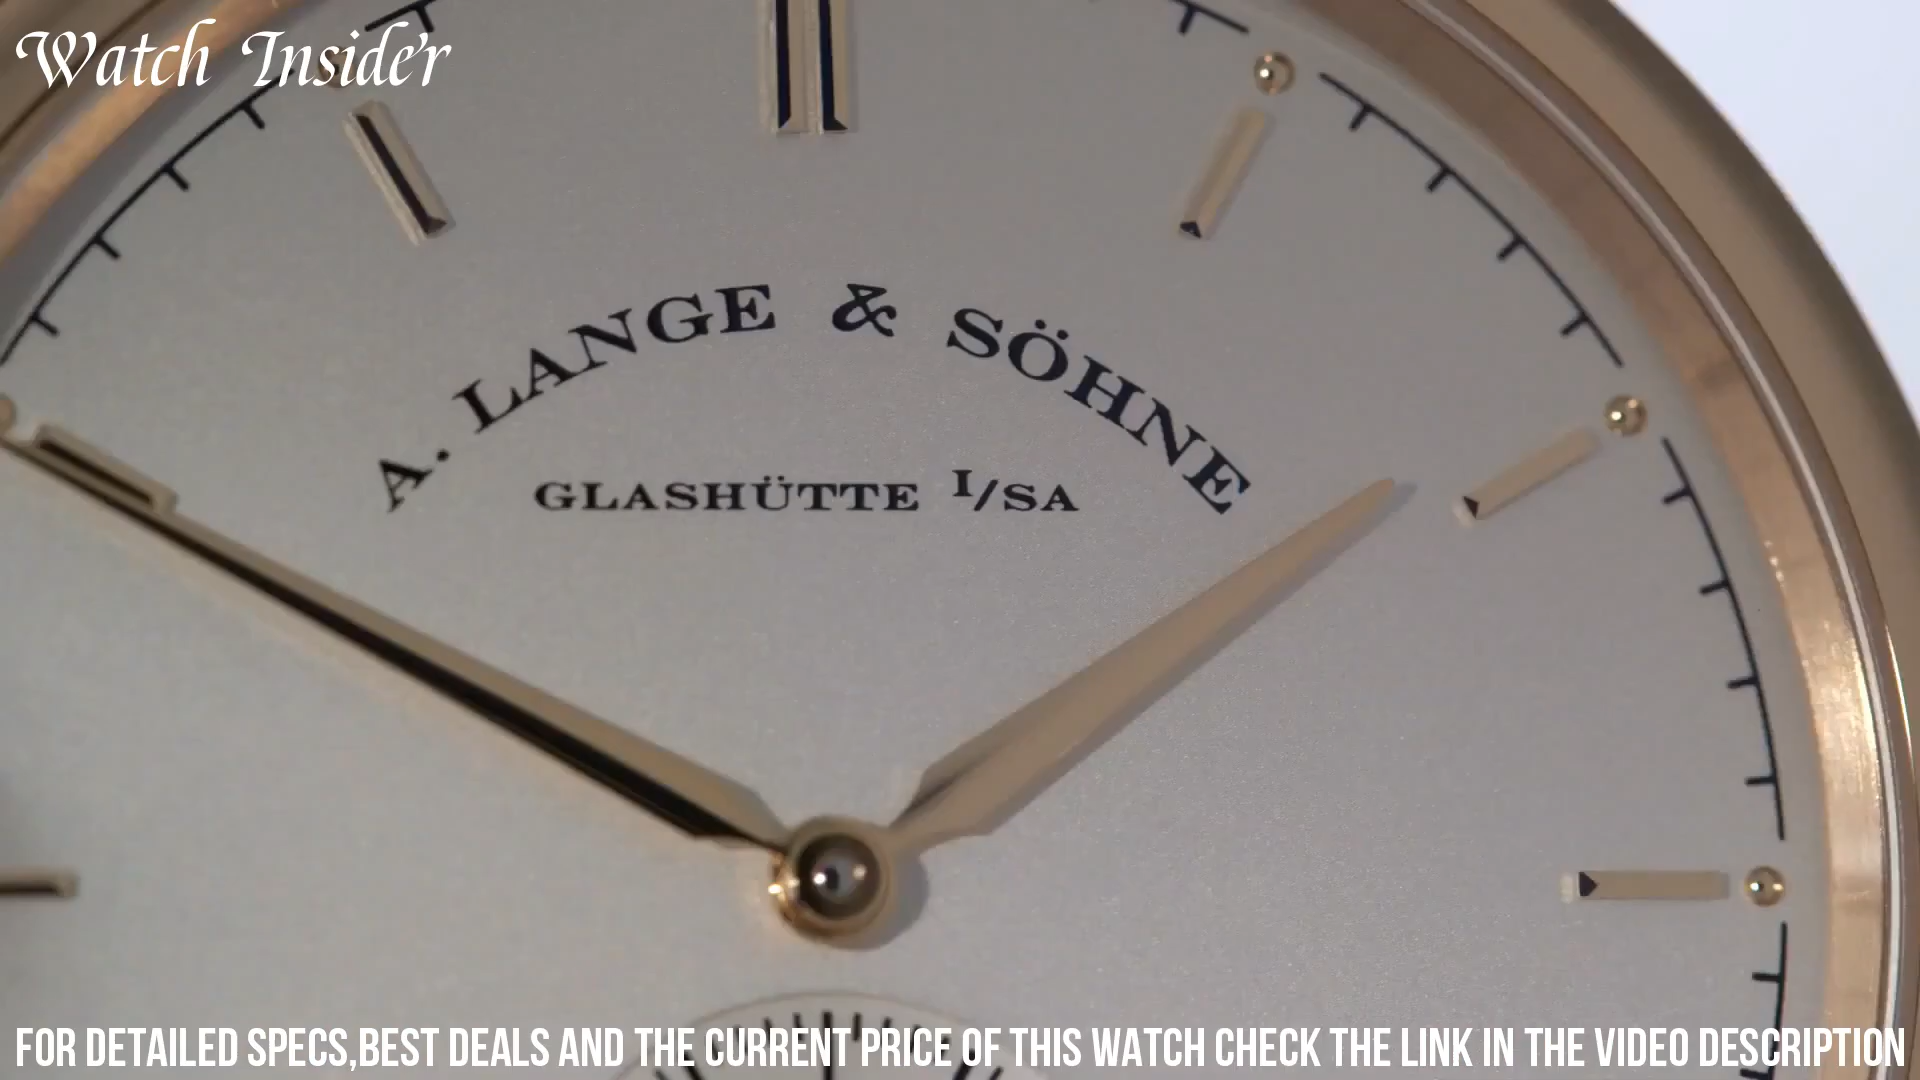 Watch Insider
A. LANGE & SÖHNE
GLASHÜTTE I/SA
FOR DETAILED SPECS,BEST DEALS AND THE CURRENT PRICE OF THIS WATCH CHECK THE LINK IN THE VIDEO DESCRIPTION